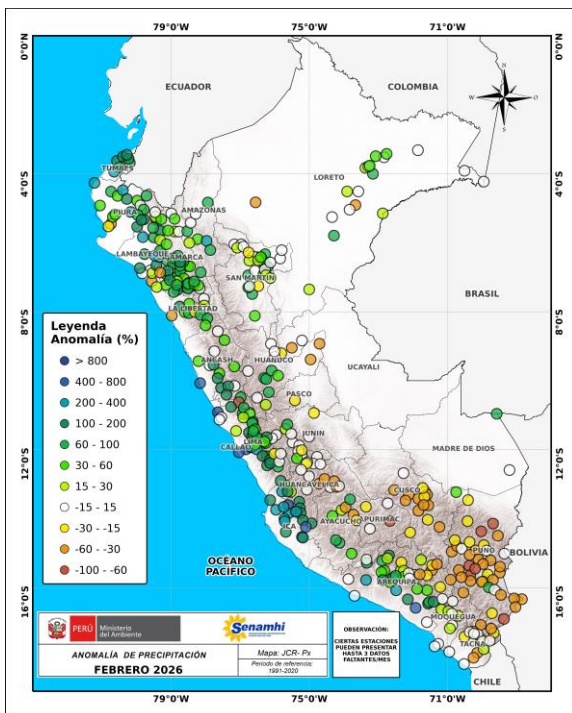 79°W 75°0'W 71°0'W
0°0'N
0°0'N
ECUADOR
COLOMBIA
N
W
O
S
TUMBES
LORETO
4°0'S
4°0'S
PIURA
AMAZONAS
LAMBAYEQUE
CAJAMARCA
SAN MARTIN
BRASIL
8°0'S
8°0'S
LA LIBERTAD
Leyenda
Anomalía (%)
> 800
400 - 800
200 - 400
100 - 200
60 - 100
30 - 60
15 - 30
-15 - 15
-30 - -15
-60 - -30
-100 - -60
ANCASH
HUANUCO
UCAYALI
PASCO
LIMA
CALLAO
JUNIN
MADRE DE DIOS
12°0'S
12°0'S
HUANCAVELICA
CUSCO
ICA
AYACUCHO
APURIMAC
PUNO
BOLIVIA
OCÉANO
PACÍFICO
AREQUIPA
16°0'S
16°0'S
MOQUEGUA
TACNA
CHILE
PERÚ
Ministerio
del Ambiente
Senamhi
ANOMALÍA DE PRECIPITACIÓN
FEBRERO 2026
Mapa: JCR- Px
Periodo de referencia:
1991-2020
OBSERVACIÓN:
CIERTAS ESTACIONES
PUEDEN PRESENTAR
HASTA 3 DATOS
FALTANTES/MES
79°0'W 75°0'W 71°0'W